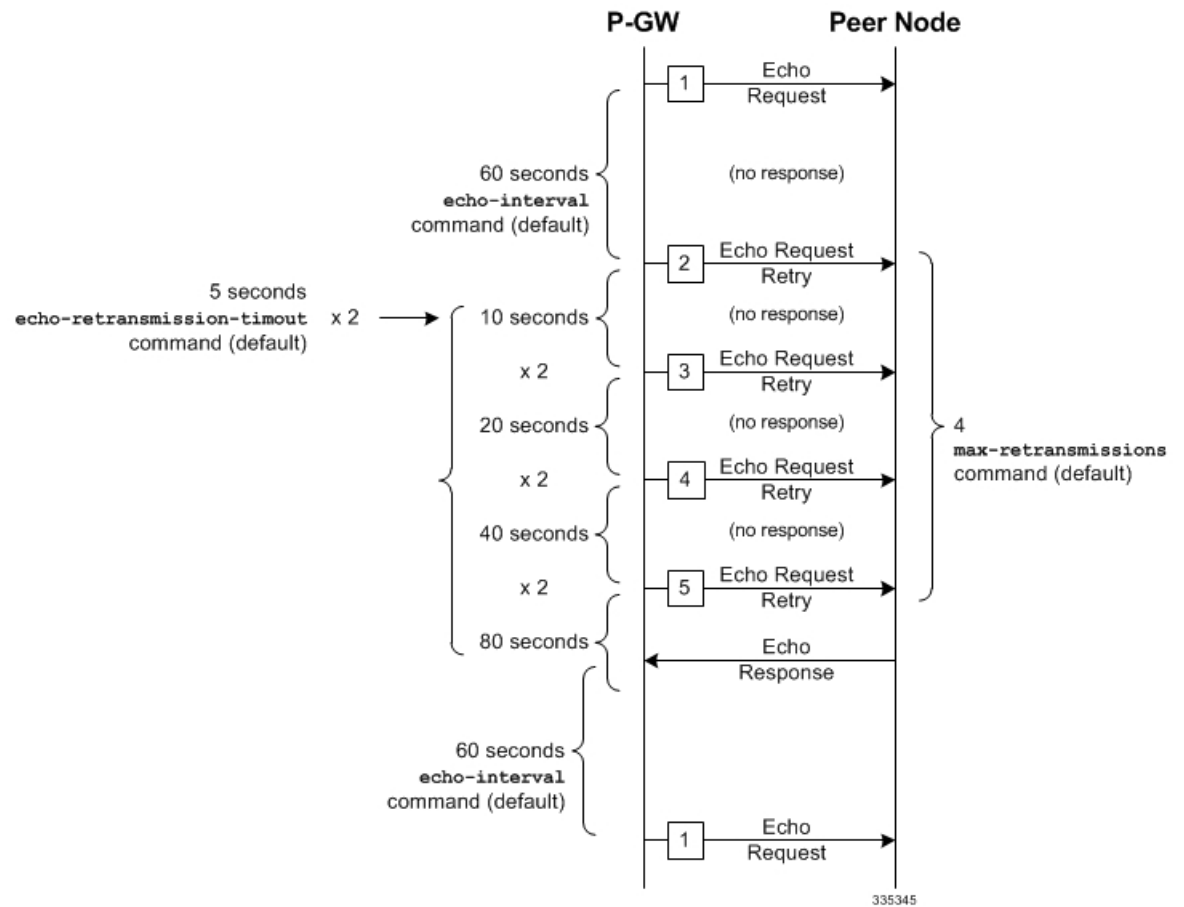 P-GW
Peer Node
1
Echo
Request
60 seconds
echo-interval
command (default)
(no response)
2
Echo Request
Retry
5 seconds
echo-retransmission-timout
command (default)
x 2
10 seconds
(no response)
x 2
3
Echo Request
Retry
20 seconds
(no response)
4
max-retransmissions
command (default)
x 2
4
Echo Request
Retry
40 seconds
(no response)
x 2
5
Echo Request
Retry
80 seconds
Echo
Response
60 seconds
echo-interval
command (default)
1
Echo
Request
335345